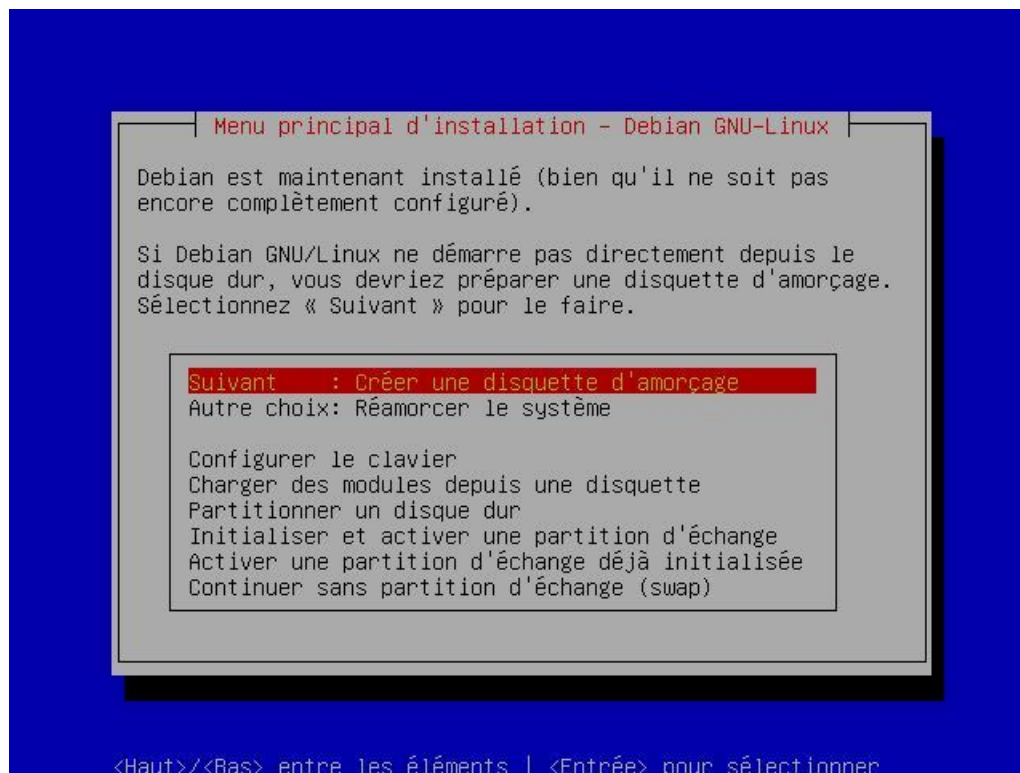 Menu principal d'installation - Debian GNU-Linux
Debian est maintenant installé (bien qu'il ne soit pas
encore complètement configuré).
Si Debian GNU/Linux ne démarre pas directement depuis le
disque dur, vous devriez préparer une disquette d'amorçage.
Sélectionnez « Suivant » pour le faire.
Suivant : Créer une disquette d'amorçage
Autre choix: Réamorcer le système
Configurer le clavier
Charger des modules depuis une disquette
Partitionner un disque dur
Initialiser et activer une partition d'échange
Activer une partition d'échange déjà initialisée
Continuer sans partition d'échange (swap)
<Haut>/<Bas> entre les éléments | <Entrée> pour sélectionner